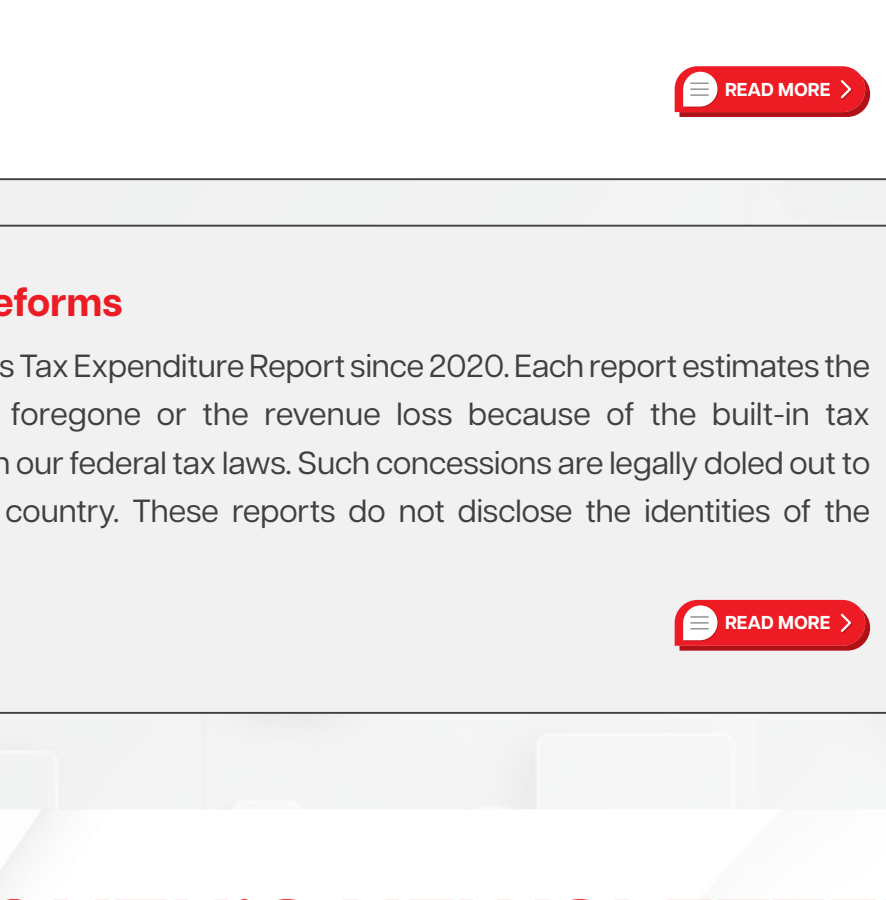 READ MORE
eforms
s Tax Expenditure Report since 2020. Each report estimates the
foregone or the revenue loss because of the built-in tax
n our federal tax laws. Such concessions are legally doled out to
country. These reports do not disclose the identities of the
READ MORE